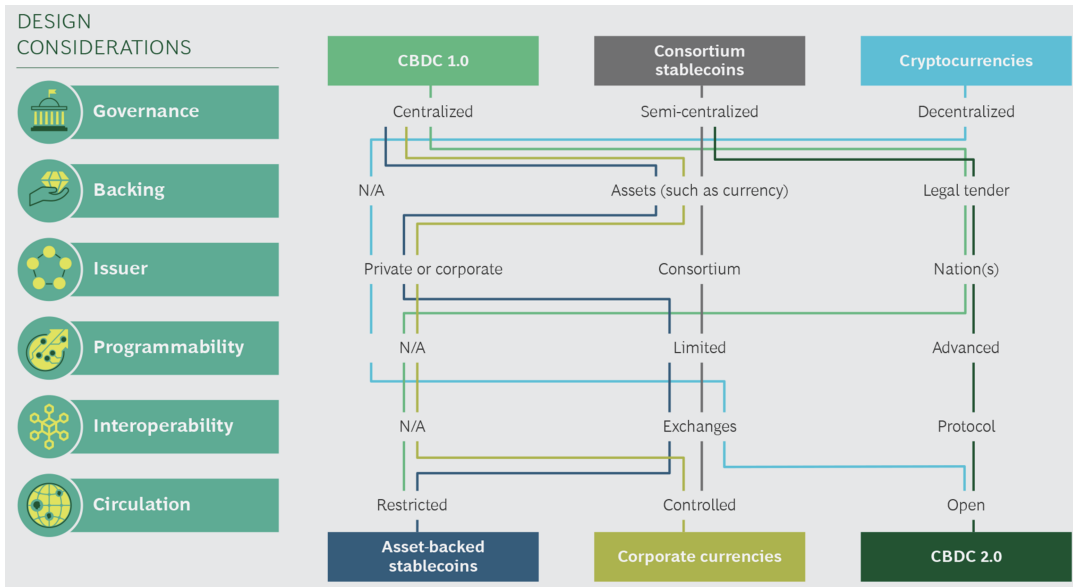 DESIGN
CONSIDERATIONS
CBDC 1.0
Consortium
stablecoins
Cryptocurrencies
Governance
Centralized
Semi-centralized
Decentralized
Backing
N/A
Assets (such as currency)
Legal tender
Issuer
Private or corporate
Consortium
Nation(s)
Programmability
N/A
Limited
Advanced
Interoperability
N/A
Exchanges
Protocol
Circulation
Restricted
Controlled
Open
Asset-backed
stablecoins
Corporate currencies
CBDC 2.0